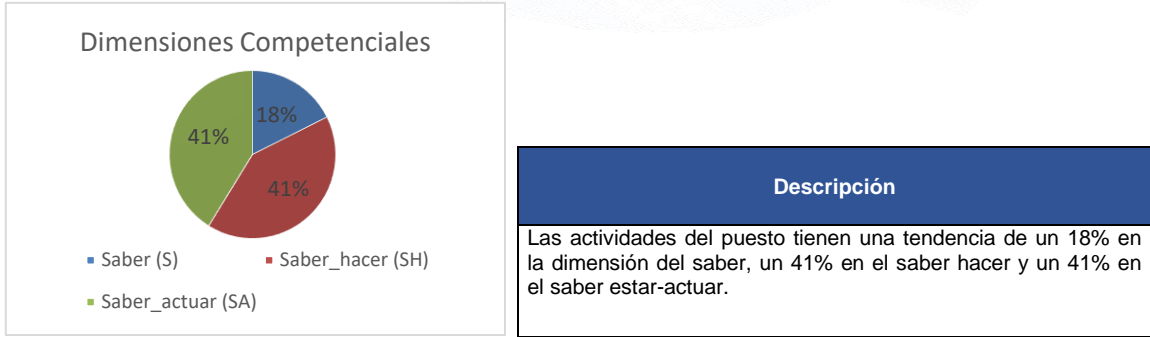 Dimensiones Competenciales
18%
41%
41%
Saber (S)
Saber_hacer (SH)
Saber_actuar (SA)
Descripción
Las actividades del puesto tienen una tendencia de un 18% en
la dimensión del saber, un 41% en el saber hacer y un 41% en
el saber estar-actuar.